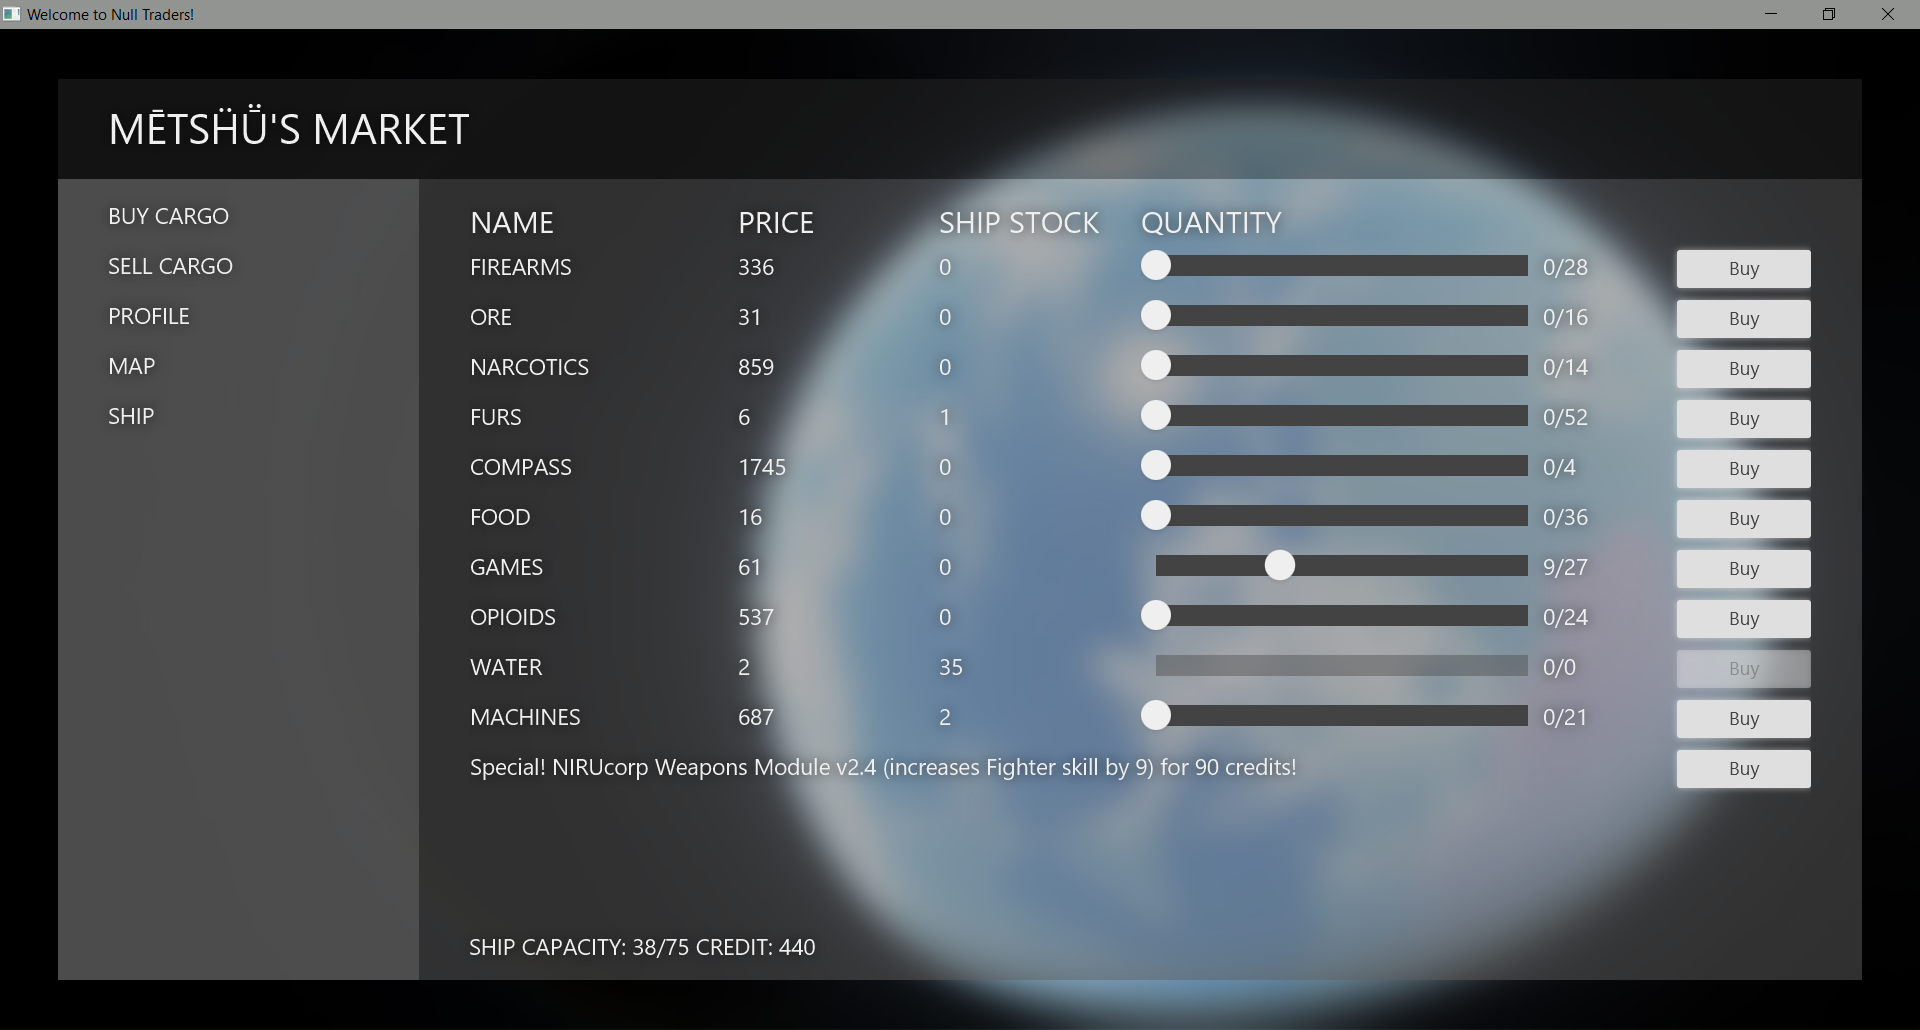 Welcome to Null Traders!
MĒTSḦǕ'S MARKET
BUY CARGO
SELL CARGO
PROFILE
MAP
SHIP
NAME PRICE SHIP STOCK QUANTITY
FIREARMS 336 0 0/28 Buy
ORE 31 0 0/16 Buy
NARCOTICS 859 0 0/14 Buy
FURS 6 1 0/52 Buy
COMPASS 1745 0 0/4 Buy
FOOD 16 0 0/36 Buy
GAMES 61 0 9/27 Buy
OPIOIDS 537 0 0/24 Buy
WATER 2 35 0/0 Buy
MACHINES 687 2 0/21 Buy
Special! NIRUcorp Weapons Module v2.4 (increases Fighter skill by 9) for 90 credits! Buy
SHIP CAPACITY: 38/75 CREDIT: 440